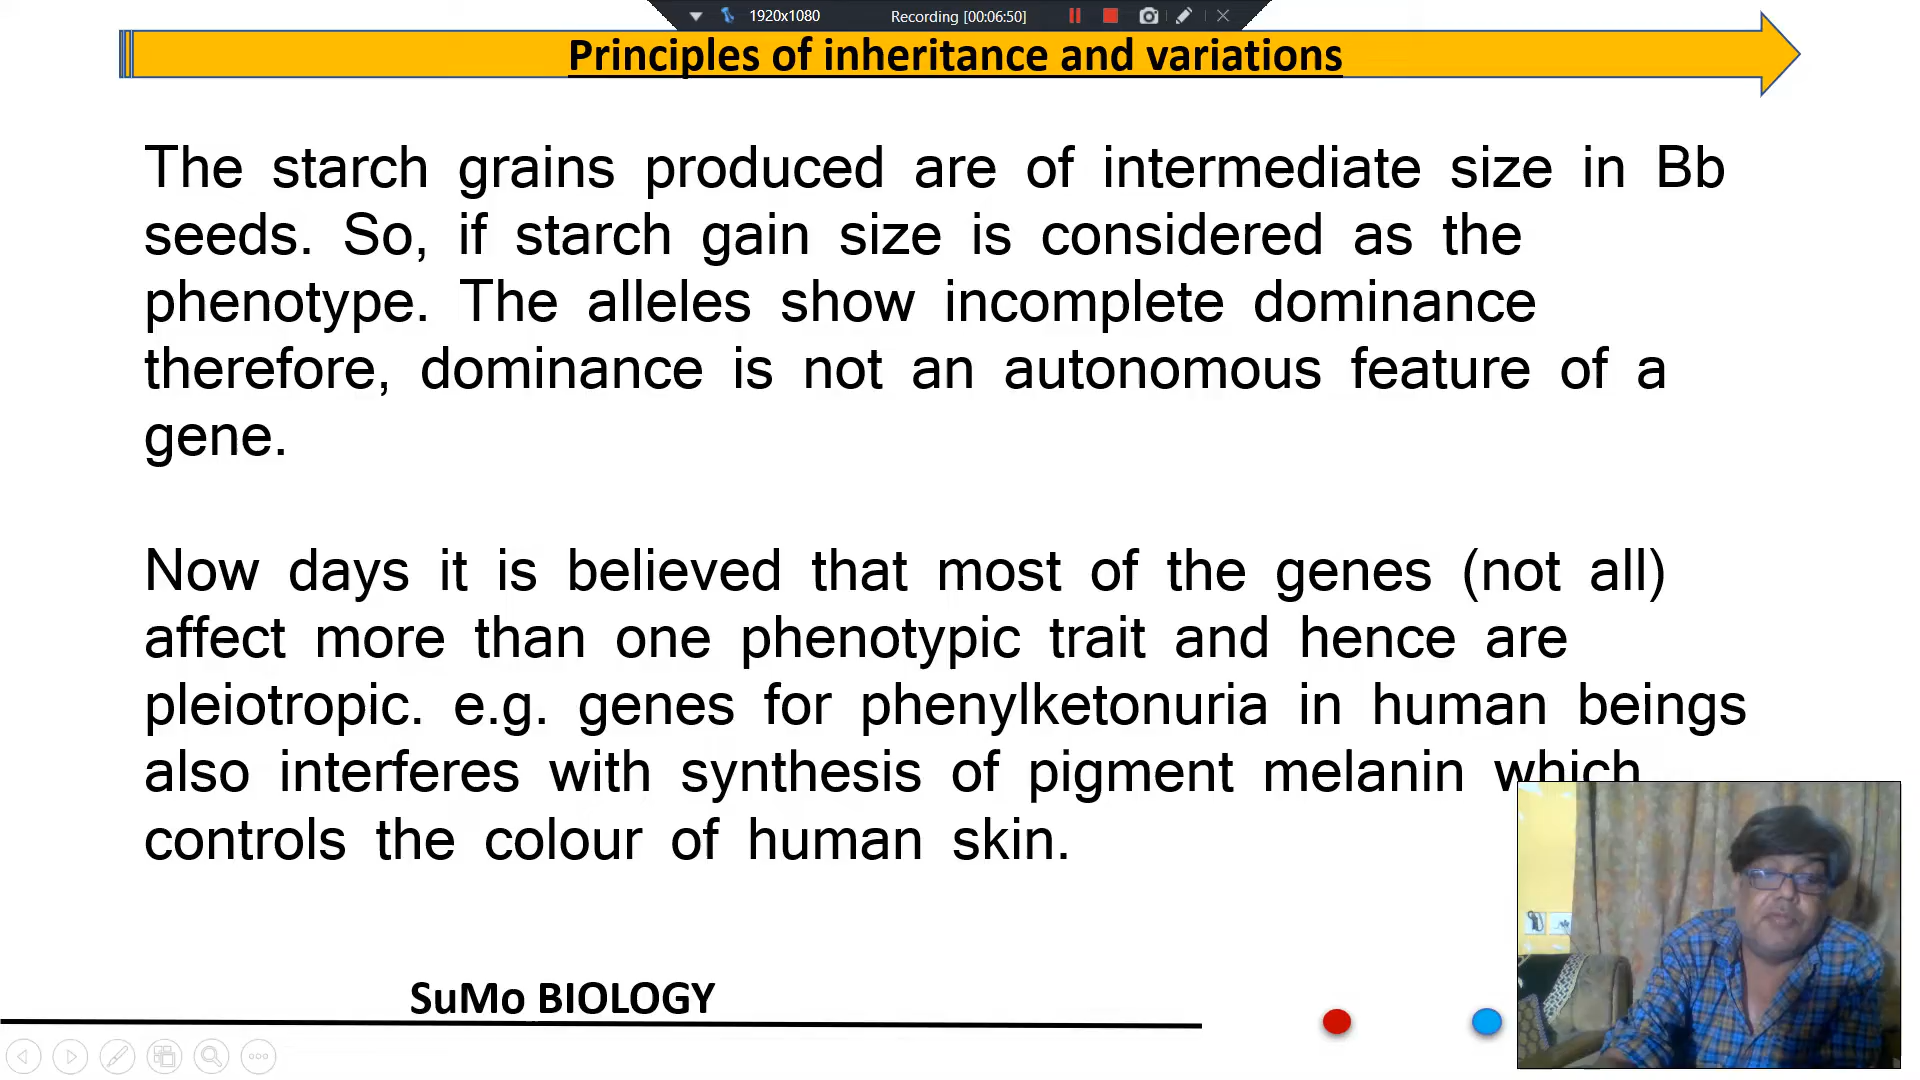 1920x1080 Recording [00:06:50]
Principles of inheritance and variations
The starch grains produced are of intermediate size in Bb
seeds. So, if starch gain size is considered as the
phenotype. The alleles show incomplete dominance
therefore, dominance is not an autonomous feature of a
gene.
Now days it is believed that most of the genes (not all)
affect more than one phenotypic trait and hence are
pleiotropic. e.g. genes for phenylketonuria in human beings
also interferes with synthesis of pigment melanin which
controls the colour of human skin.
SuMo BIOLOGY